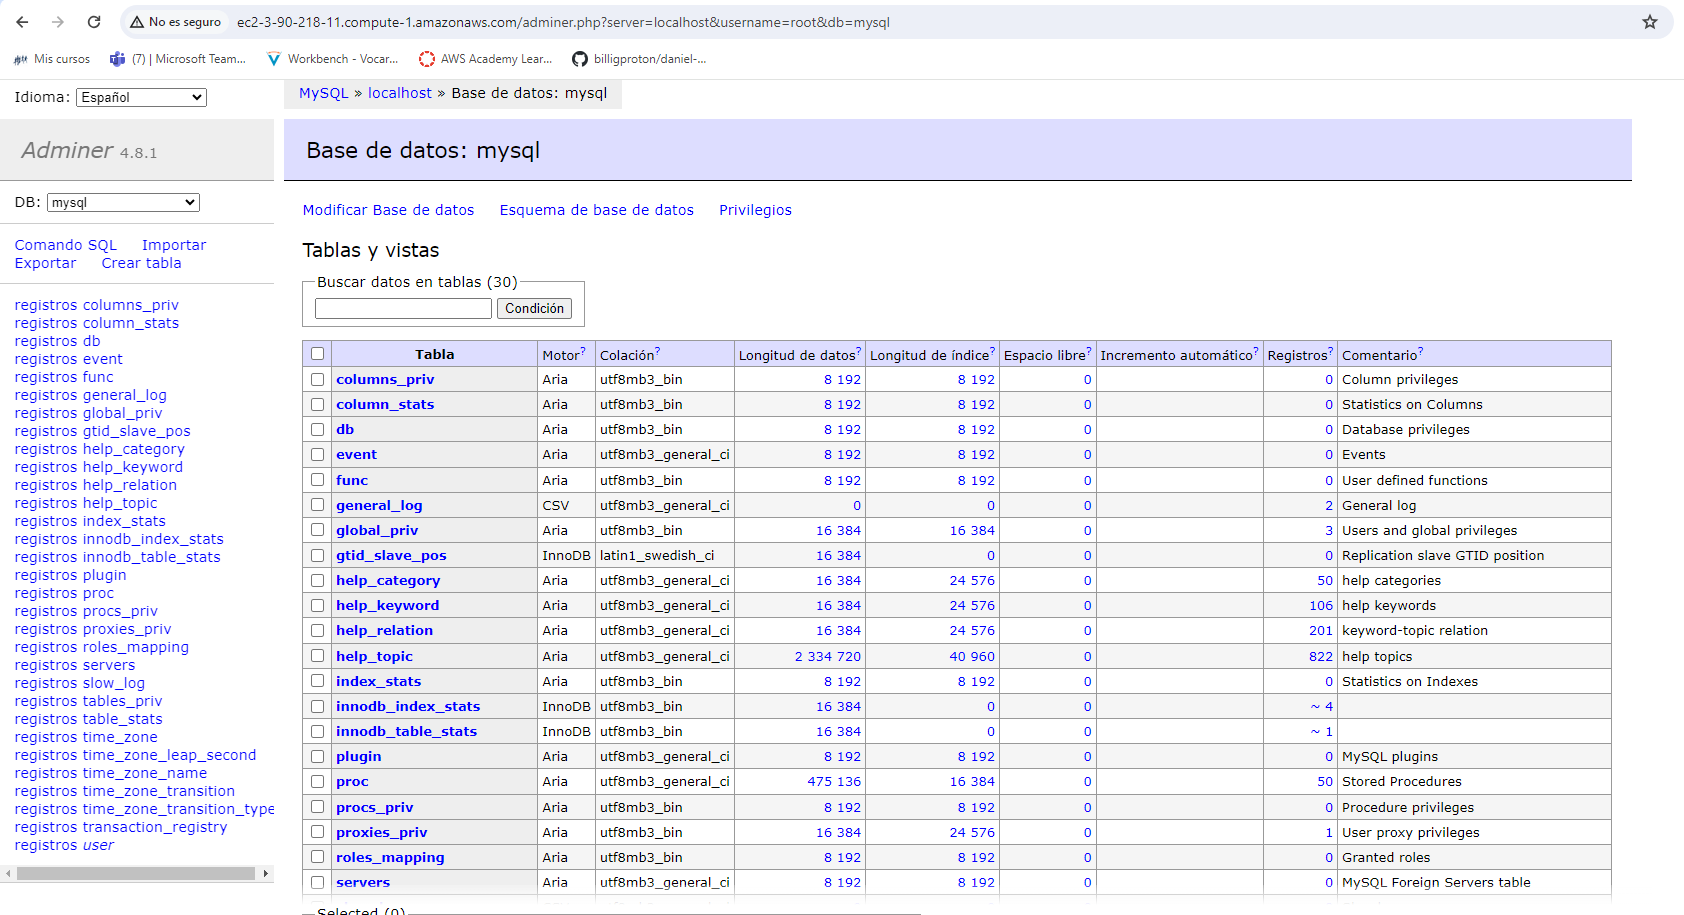 No es seguro ec2-3-90-218-11.compute-1.amazonaws.com/adminer.php?server=localhost&username=root&db=mysql
Mis cursos (7) | Microsoft Team... Workbench - Vocar... AWS Academy Lear... billigproton/daniel-...
Idioma: Español
MySQL » localhost » Base de datos: mysql
Adminer 4.8.1
Base de datos: mysql
DB: mysql
Modificar Base de datos Esquema de base de datos Privilegios
Comando SQL Importar
Exportar Crear tabla
registros columns_priv
registros column_stats
registros db
registros event
registros func
registros general_log
registros global_priv
registros gtid_slave_pos
registros help_category
registros help_keyword
registros help_relation
registros help_topic
registros index_stats
registros innodb_index_stats
registros innodb_table_stats
registros plugin
registros proc
registros procs_priv
registros proxies_priv
registros roles_mapping
registros servers
registros slow_log
registros tables_priv
registros table_stats
registros time_zone
registros time_zone_leap_second
registros time_zone_name
registros time_zone_transition
registros time_zone_transition_type
registros transaction_registry
registros user
Tablas y vistas
Buscar datos en tablas (30)
Condición
Tabla Motor? Colación? Longitud de datos? Longitud de índice? Espacio libre? Incremento automático? Registros? Comentario?
columns_priv Aria utf8mb3_bin 8 192 8 192 0 0 Column privileges
column_stats Aria utf8mb3_bin 8 192 8 192 0 0 Statistics on Columns
db Aria utf8mb3_bin 8 192 8 192 0 0 Database privileges
event Aria utf8mb3_general_ci 8 192 8 192 0 0 Events
func Aria utf8mb3_bin 8 192 8 192 0 0 User defined functions
general_log CSV utf8mb3_general_ci 0 0 0 2 General log
global_priv Aria utf8mb3_bin 16 384 16 384 0 3 Users and global privileges
gtid_slave_pos InnoDB latin1_swedish_ci 16 384 0 0 0 Replication slave GTID position
help_category Aria utf8mb3_general_ci 16 384 24 576 0 50 help categories
help_keyword Aria utf8mb3_general_ci 16 384 24 576 0 106 help keywords
help_relation Aria utf8mb3_general_ci 16 384 24 576 0 201 keyword-topic relation
help_topic Aria utf8mb3_general_ci 2 334 720 40 960 0 822 help topics
index_stats Aria utf8mb3_bin 8 192 8 192 0 0 Statistics on Indexes
innodb_index_stats InnoDB utf8mb3_bin 16 384 0 0 ~ 4
innodb_table_stats InnoDB utf8mb3_bin 16 384 0 0 ~ 1
plugin Aria utf8mb3_general_ci 8 192 8 192 0 0 MySQL plugins
proc Aria utf8mb3_general_ci 475 136 16 384 0 50 Stored Procedures
procs_priv Aria utf8mb3_bin 8 192 8 192 0 0 Procedure privileges
proxies_priv Aria utf8mb3_bin 16 384 24 576 0 1 User proxy privileges
roles_mapping Aria utf8mb3_bin 8 192 8 192 0 0 Granted roles
servers Aria utf8mb3_general_ci 8 192 8 192 0 0 MySQL Foreign Servers table
Selected (0)